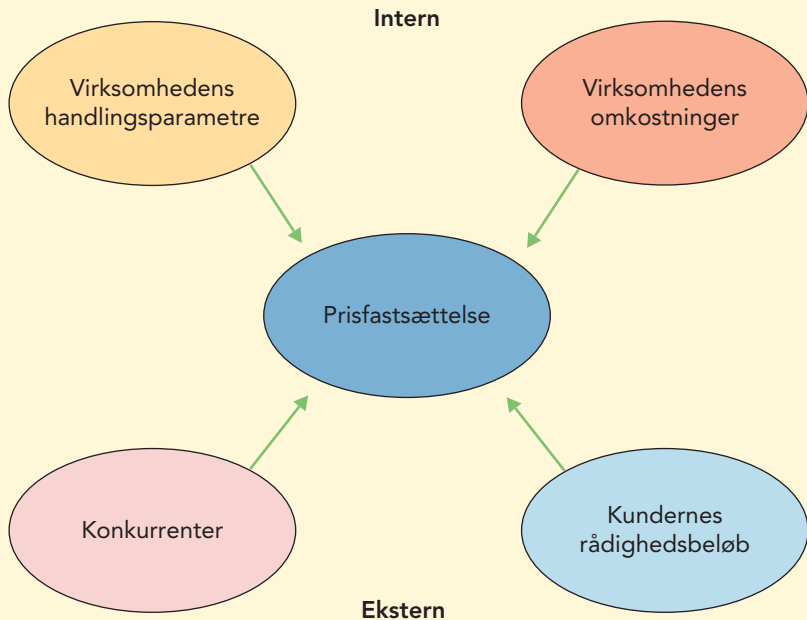 Intern
Virksomhedens
handlingsparametre
Virksomhedens
omkostninger
Prisfastsættelse
Konkurrenter
Kundernes
rådighedsbeløb
Ekstern